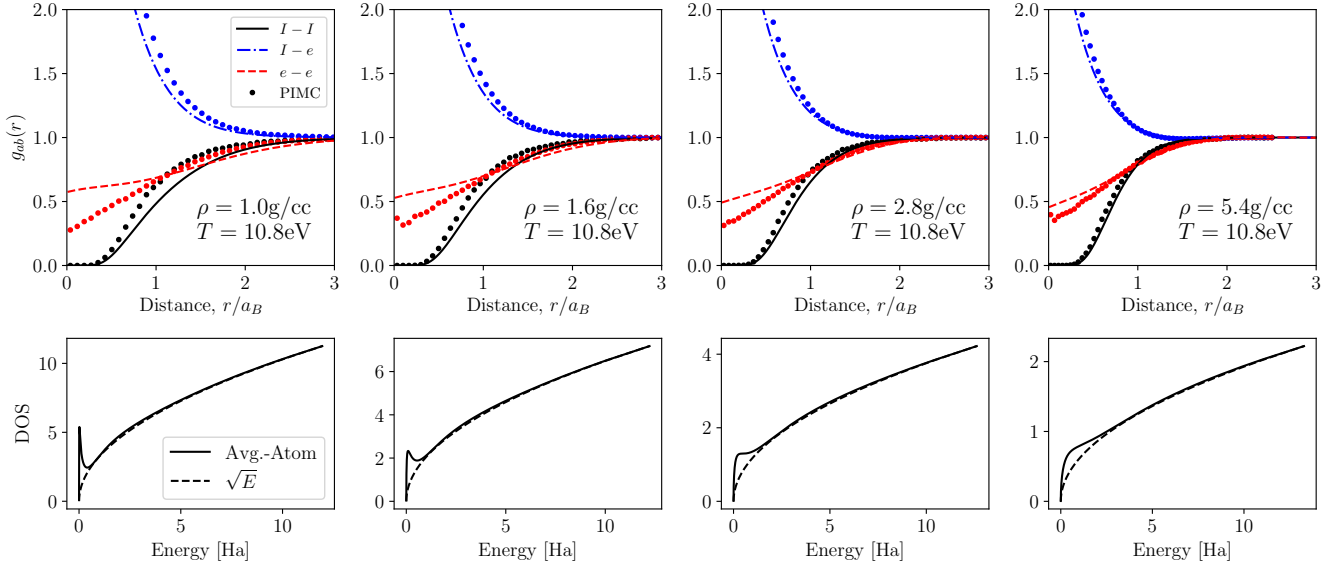 2.0
1.5
1.0
0.5
0.0
g_{ab}(r)
I − I
I − e
e − e
PIMC
ρ = 1.0g/cc
T = 10.8eV
0 1 2 3
Distance, r/a_B
2.0
1.5
1.0
0.5
0.0
ρ = 1.6g/cc
T = 10.8eV
0 1 2 3
Distance, r/a_B
2.0
1.5
1.0
0.5
0.0
ρ = 2.8g/cc
T = 10.8eV
0 1 2 3
Distance, r/a_B
2.0
1.5
1.0
0.5
0.0
ρ = 5.4g/cc
T = 10.8eV
0 1 2 3
Distance, r/a_B
10
5
0
DOS
Avg.-Atom
√E
0 5 10
Energy [Ha]
6
4
2
0
0 5 10
Energy [Ha]
4
2
0
0 5 10
Energy [Ha]
2
1
0
0 5 10
Energy [Ha]